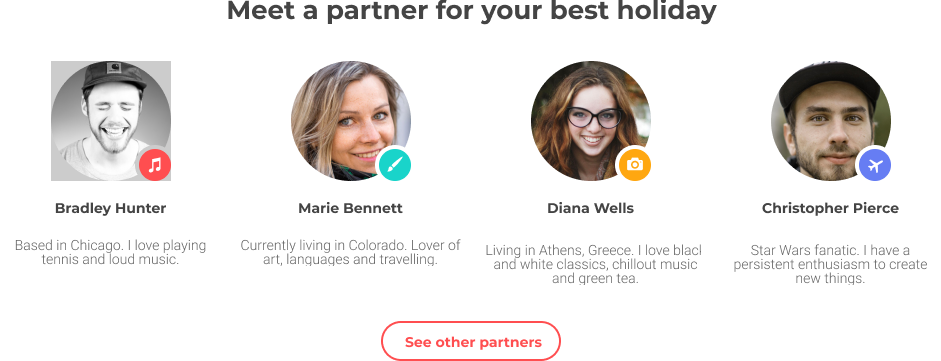 Meet a partner for your best holiday
Bradley Hunter
Marie Bennett
Diana Wells
Christopher Pierce
Based in Chicago. I love playing
tennis and loud music.
Currently living in Colorado. Lover of
art, languages and travelling.
Living in Athens, Greece. I love black
and white classics, chillout music
and green tea.
Star Wars fanatic. I have a
persistent enthusiasm to create
new things.
See other partners